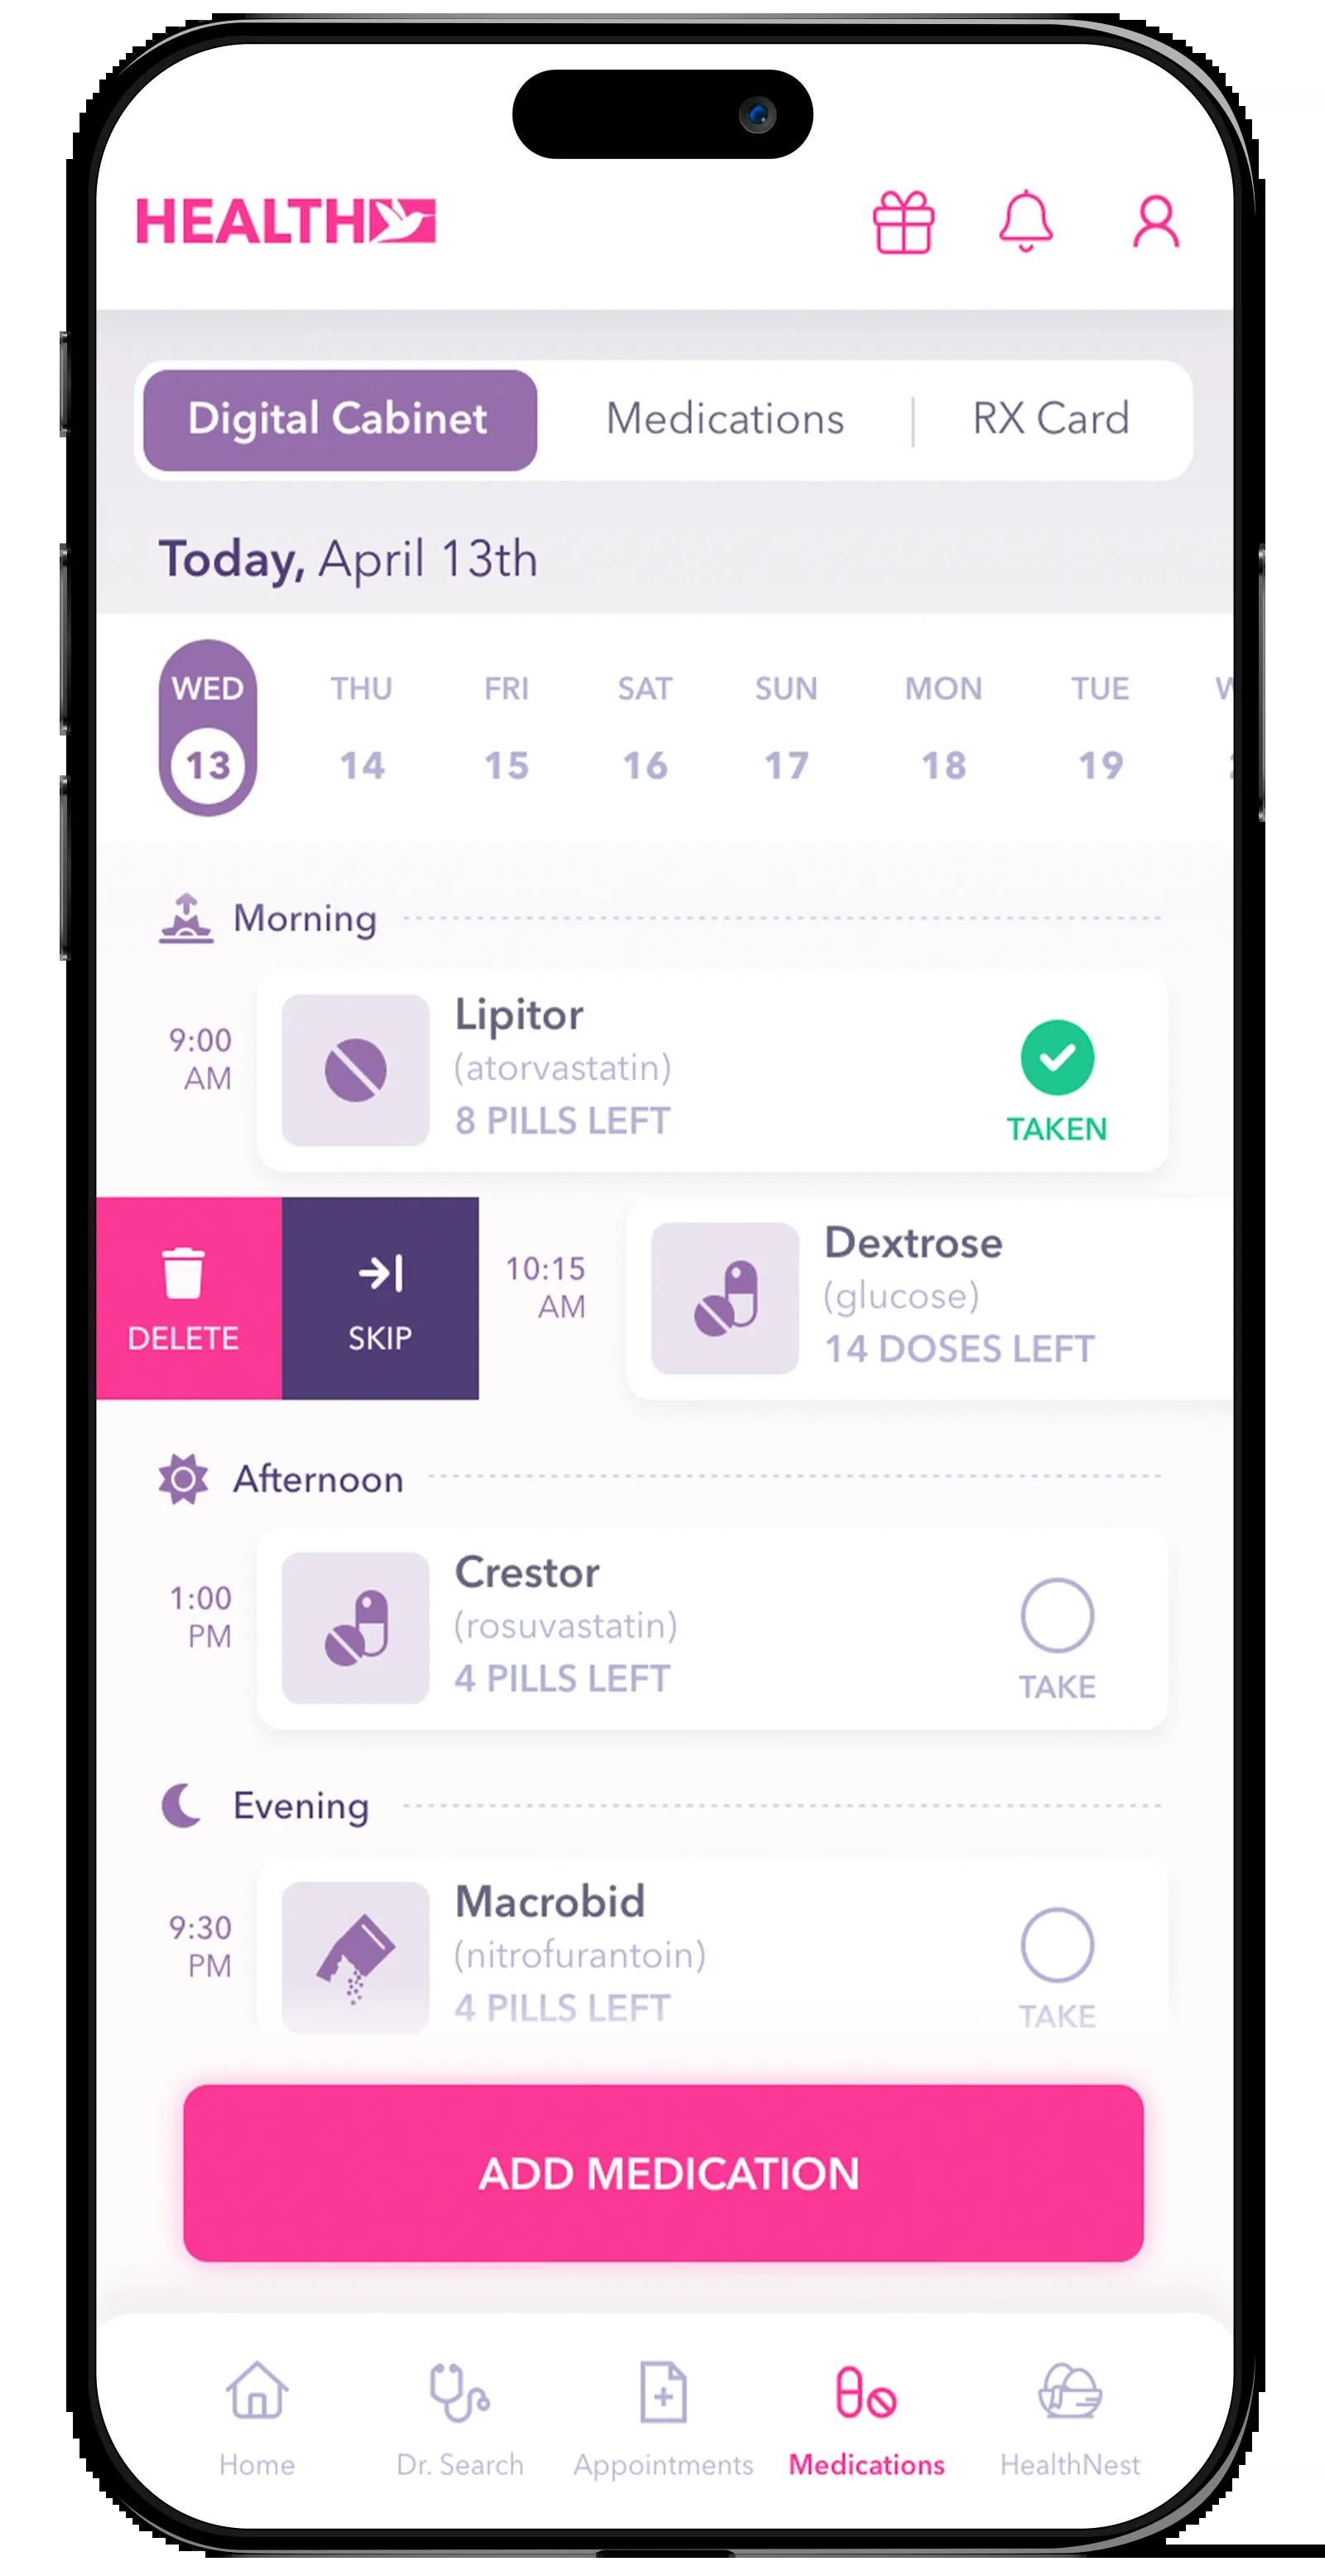 HEALTH
Digital Cabinet
Medications
RX Card
Today, April 13th
WED THU FRI SAT SUN MON TUE
13 14 15 16 17 18 19
Morning
9:00
AM
Lipitor
(atorvastatin)
8 PILLS LEFT
TAKEN
DELETE
SKIP
10:15
AM
Dextrose
(glucose)
14 DOSES LEFT
Afternoon
1:00
PM
Crestor
(rosuvastatin)
4 PILLS LEFT
TAKE
Evening
9:30
PM
Macrobid
(nitrofurantoin)
4 PILLS LEFT
TAKE
ADD MEDICATION
Home
Dr. Search
Appointments
Medications
HealthNest